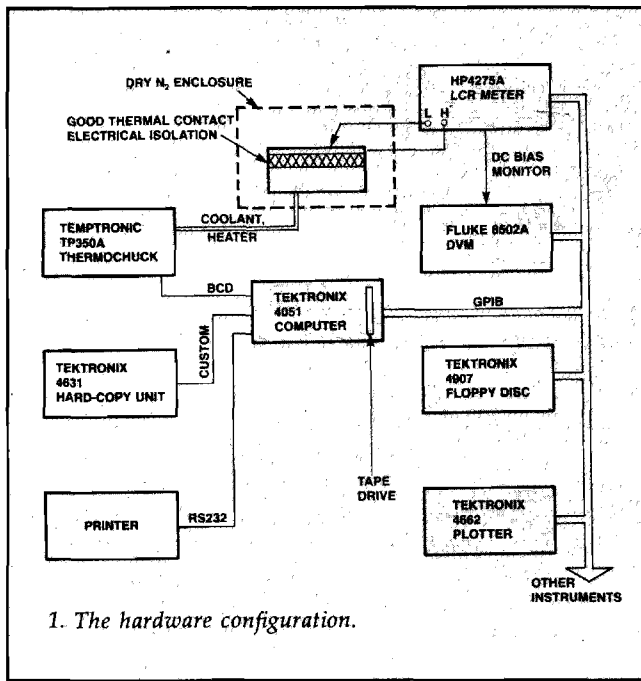 DRY N₂ ENCLOSURE
GOOD THERMAL CONTACT
ELECTRICAL ISOLATION
HP4275A
LCR METER
L H
DC BIAS
MONITOR
TEMPTRONIC
TP350A
THERMOCHUCK
COOLANT,
HEATER
FLUKE 8502A
DVM
BCD
TEKTRONIX
4051
COMPUTER
GPIB
CUSTOM
TEKTRONIX
4631
HARD-COPY UNIT
TEKTRONIX
4907
FLOPPY DISC
TAPE
DRIVE
PRINTER
RS232
TEKTRONIX
4662
PLOTTER
OTHER
INSTRUMENTS
1. The hardware configuration.